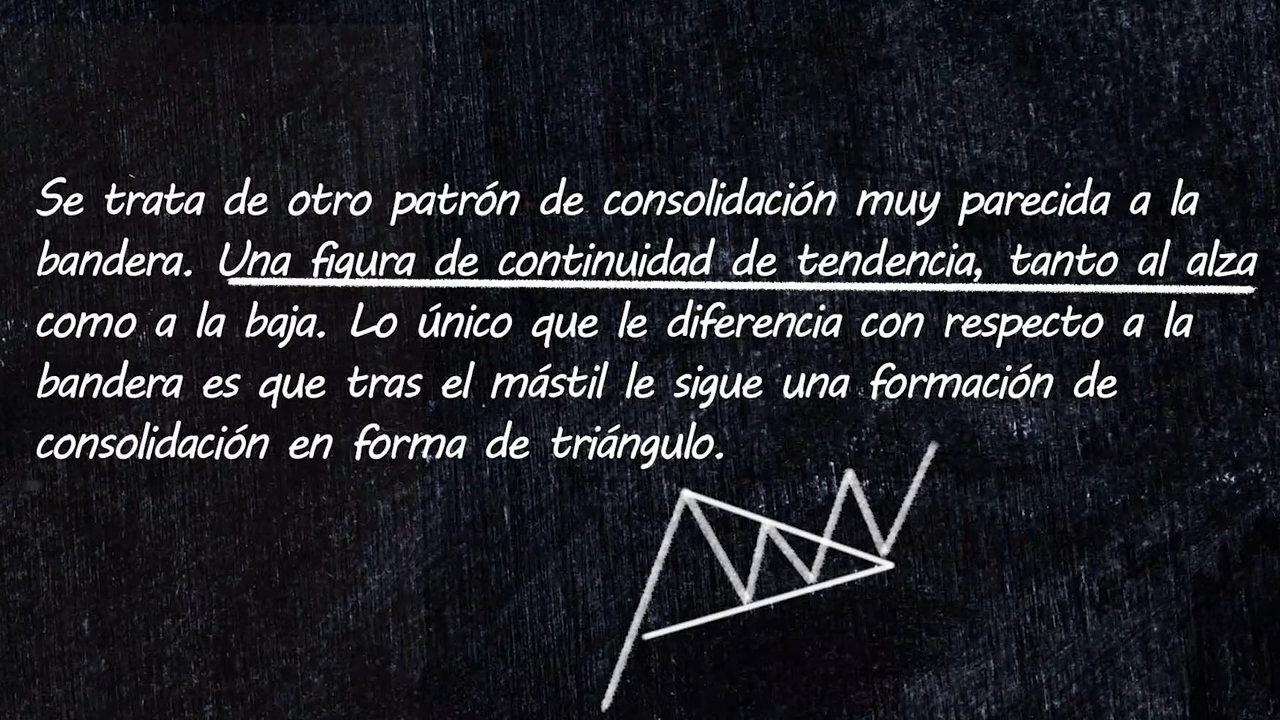 Se trata de otro patrón de consolidación muy parecida a la
bandera. Una figura de continuidad de tendencia, tanto al alza
como a la baja. Lo único que le diferencia con respecto a la
bandera es que tras el mástil le sigue una formación de
consolidación en forma de triángulo.